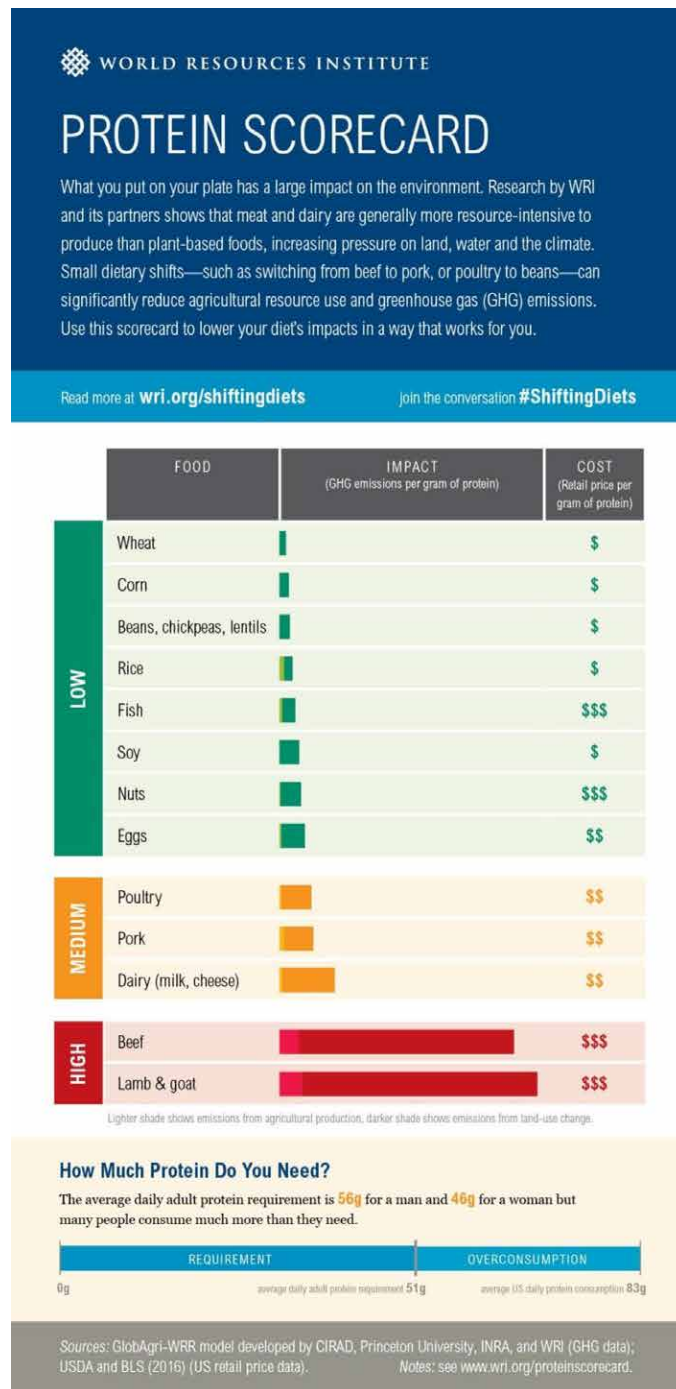 WORLD RESOURCES INSTITUTE
PROTEIN SCORECARD
What you put on your plate has a large impact on the environment. Research by WRI
and its partners shows that meat and dairy are generally more resource-intensive to
produce than plant-based foods, increasing pressure on land, water and the climate.
Small dietary shifts—such as switching from beef to pork, or poultry to beans—can
significantly reduce agricultural resource use and greenhouse gas (GHG) emissions.
Use this scorecard to lower your diet's impacts in a way that works for you.
Read more at wri.org/shiftingdiets join the conversation #ShiftingDiets
FOOD IMPACT COST
(GHG emissions per gram of protein) (Retail price per
gram of protein)
LOW
Wheat $
Corn $
Beans, chickpeas, lentils $
Rice $
Fish $$$
Soy $
Nuts $$$
Eggs $$
MEDIUM
Poultry $$
Pork $$
Dairy (milk, cheese) $$
HIGH
Beef $$$
Lamb & goat $$$
Lighter shade shows emissions from agricultural production, darker shade shows emissions from land-use change.
How Much Protein Do You Need?
The average daily adult protein requirement is 56g for a man and 46g for a woman but
many people consume much more than they need.
REQUIREMENT OVERCONSUMPTION
0g average daily adult protein requirement 51g average US daily protein consumption 83g
Sources: GlobAgri-WRR model developed by CIRAD, Princeton University, INRA, and WRI (GHG data);
USDA and BLS (2016) (US retail price data). Notes: see www.wri.org/proteinscorecard.